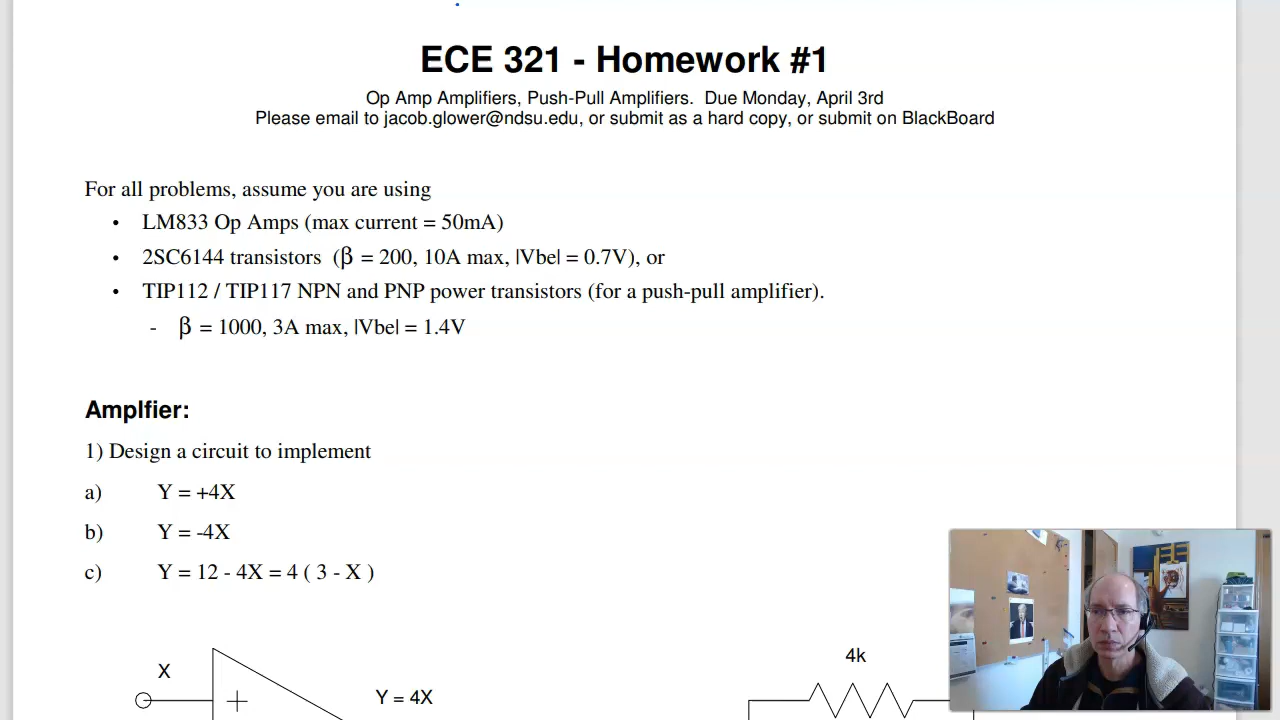 ECE 321 - Homework #1
Op Amp Amplifiers, Push-Pull Amplifiers. Due Monday, April 3rd
Please email to jacob.glower@ndsu.edu, or submit as a hard copy, or submit on BlackBoard
For all problems, assume you are using
• LM833 Op Amps (max current = 50mA)
• 2SC6144 transistors (β = 200, 10A max, |Vbe| = 0.7V), or
• TIP112 / TIP117 NPN and PNP power transistors (for a push-pull amplifier).
- β = 1000, 3A max, |Vbe| = 1.4V
Amplfier:
1) Design a circuit to implement
a) Y = +4X
b) Y = -4X
c) Y = 12 - 4X = 4 ( 3 - X )
X
+
Y = 4X
4k